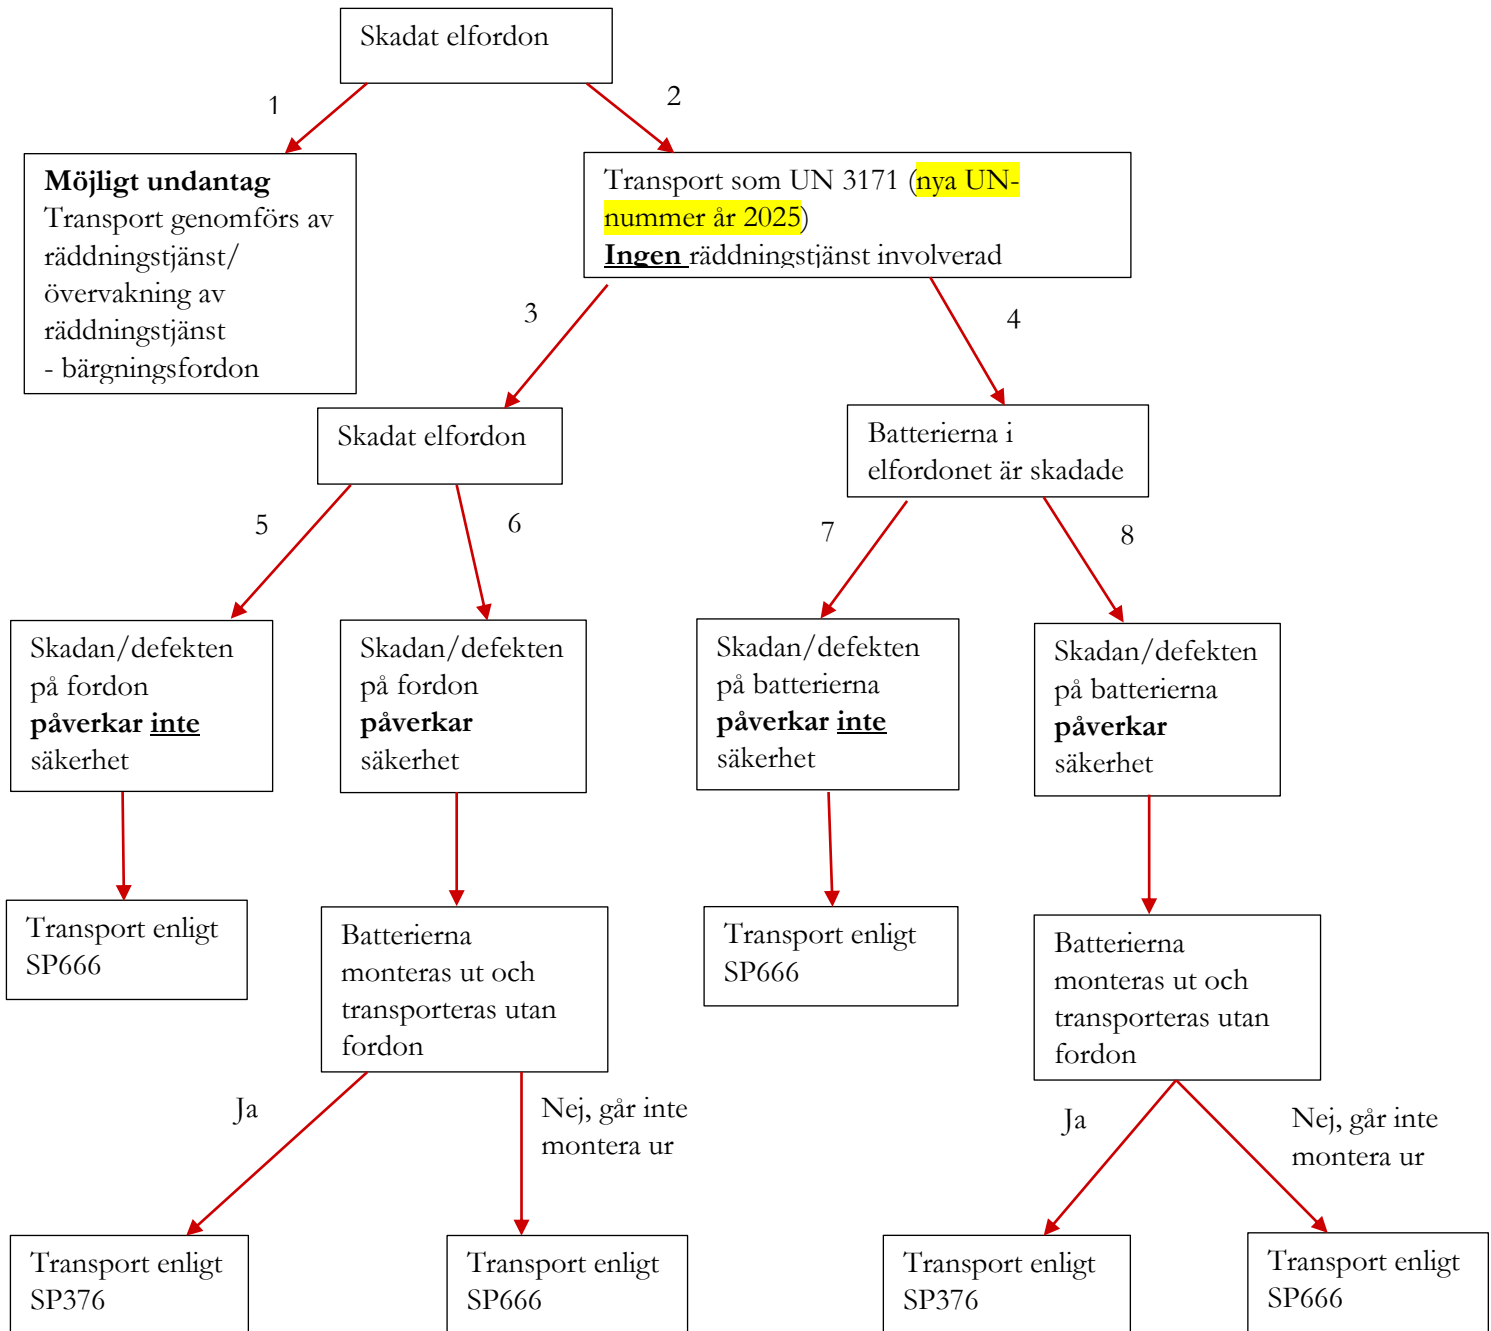 Skadat elfordon
1
2
Möjligt undantag
Transport genomförs av
räddningstjänst/
övervakning av
räddningstjänst
- bärgningsfordon
Transport som UN 3171 (nya UN-
nummer år 2025)
Ingen räddningstjänst involverad
3
4
Skadat elfordon
Batterierna i
elfordonet är skadade
5
6
7
8
Skadan/defekten
på fordon
påverkar inte
säkerhet
Skadan/defekten
på fordon
påverkar
säkerhet
Skadan/defekten
på batterierna
påverkar inte
säkerhet
Skadan/defekten
på batterierna
påverkar
säkerhet
Transport enligt
SP666
Batterierna
monteras ut och
transporteras utan
fordon
Transport enligt
SP666
Batterierna
monteras ut och
transporteras utan
fordon
Ja
Nej, går inte
montera ur
Ja
Nej, går inte
montera ur
Transport enligt
SP376
Transport enligt
SP666
Transport enligt
SP376
Transport enligt
SP666